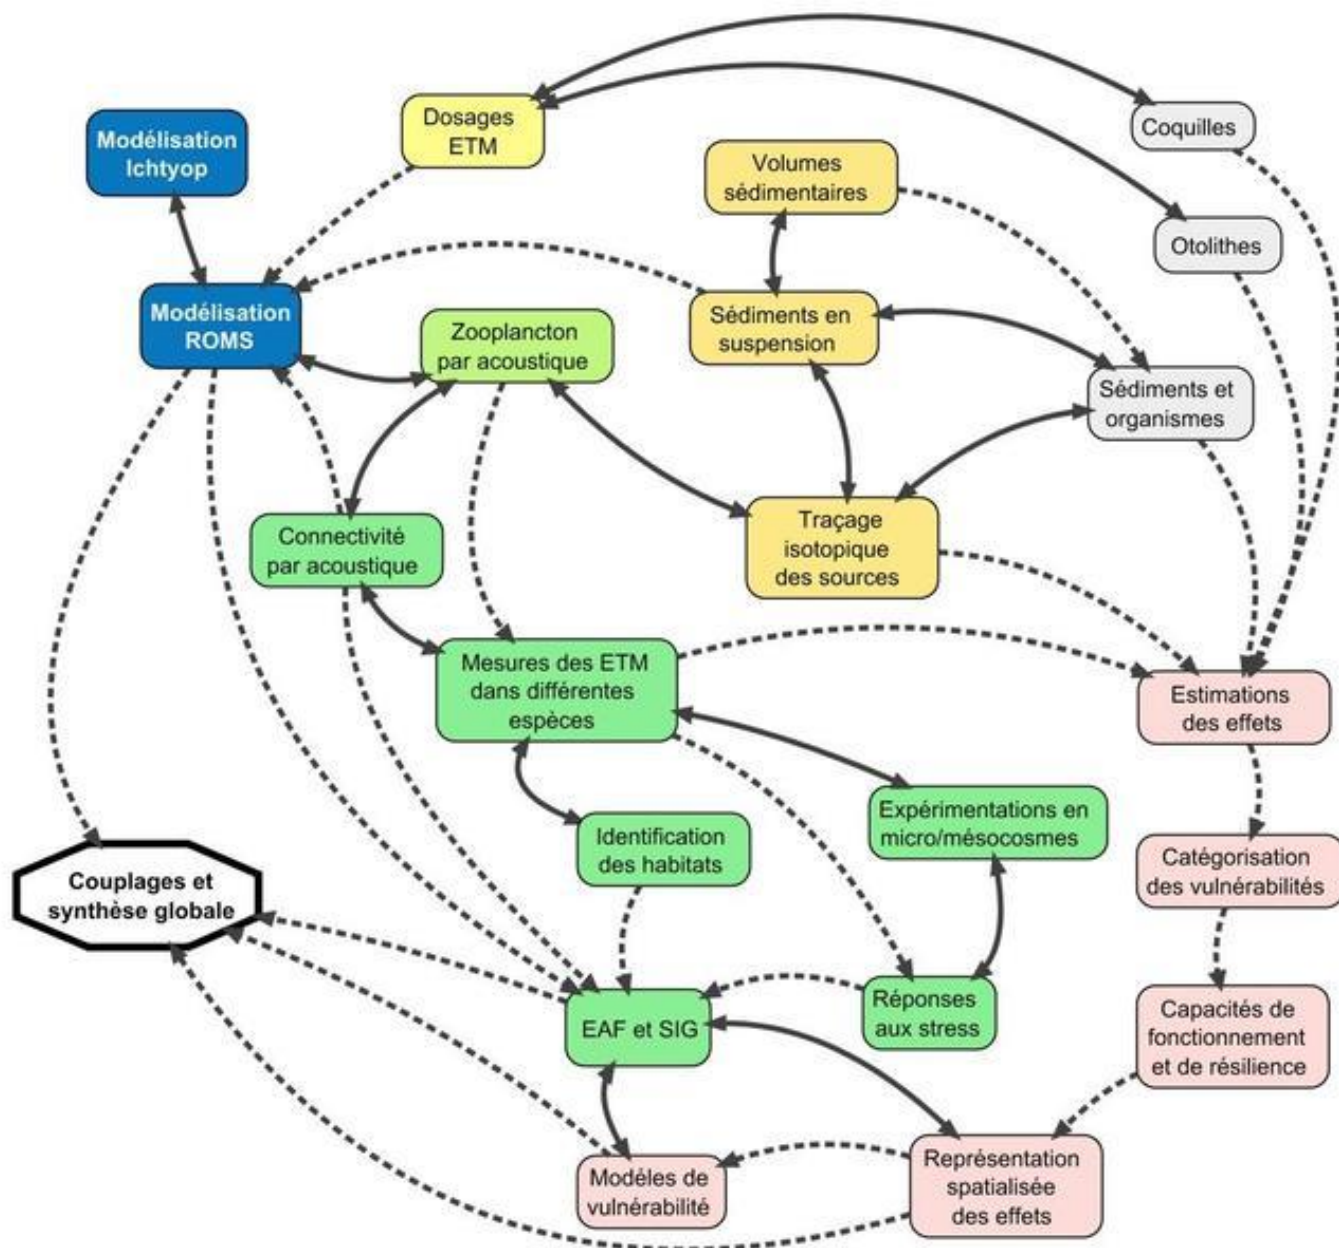 Modélisation
Ichtyop
Dosages
ETM
Coquilles
Volumes
sédimentaires
Otolithes
Modélisation
ROMS
Zooplancton
par acoustique
Sédiments en
suspension
Sédiments et
organismes
Connectivité
par acoustique
Traçage
isotopique
des sources
Mesures des ETM
dans différentes
espèces
Estimations
des effets
Identification
des habitats
Expérimentations en
micro/mésocosmes
Catégorisation
des vulnérabilités
Couplages et
synthèse globale
EAF et SIG
Réponses
aux stress
Capacités de
fonctionnement
et de résilience
Modèles de
vulnérabilité
Représentation
spatialisée
des effets